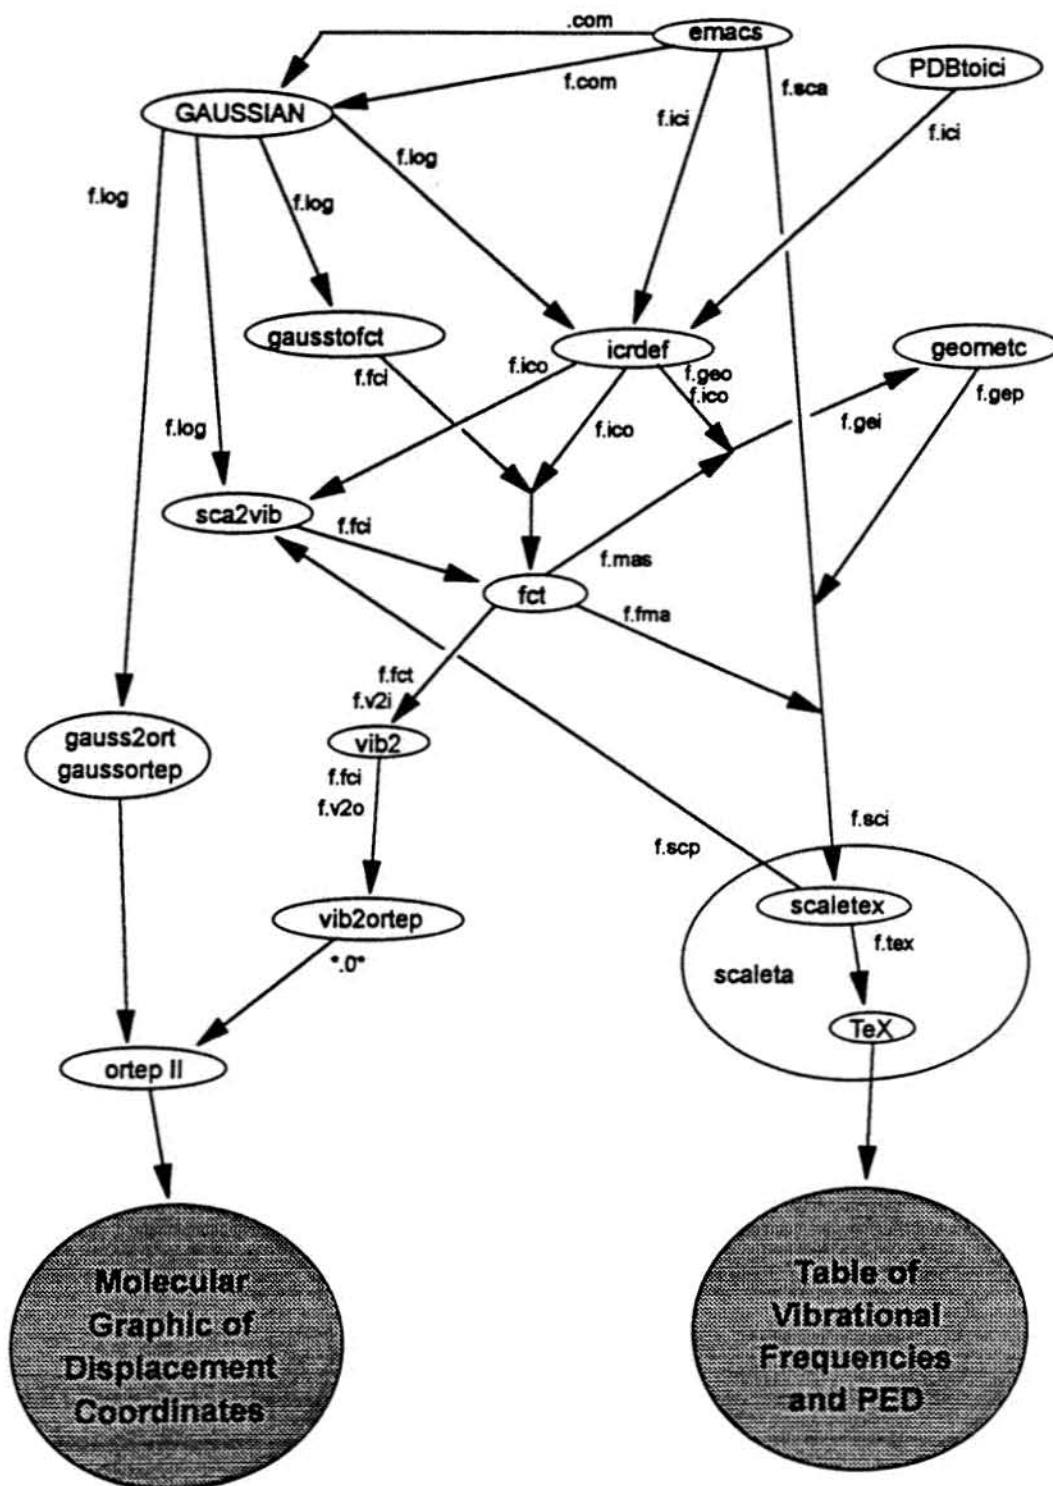 .com
emacs
f.com
f.sca
PDBtoici
GAUSSIAN
f.ici
f.ici
f.log
f.log
f.log
gausstofct
icrdef
geometc
f.fci
f.ico
f.geo
f.ico
f.gep
f.ico
f.gei
f.log
sca2vib
f.fci
f.mas
fct
f.fma
f.fct
f.v2i
gauss2ort
gaussortep
vib2
f.fci
f.v2o
f.sci
f.scp
vib2ortep
scaletex
*.0*
f.tex
scaleta
TeX
ortep II
Molecular
Graphic of
Displacement
Coordinates
Table of
Vibrational
Frequencies
and PED